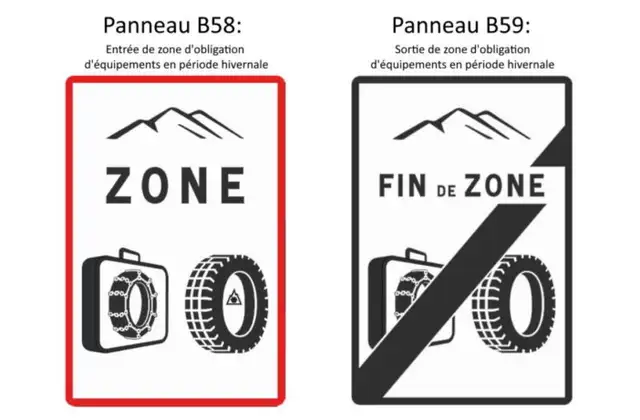 Panneau B58:
Entrée de zone d'obligation
d'équipements en période hivernale
ZONE
Panneau B59:
Sortie de zone d'obligation
d'équipements en période hivernale
FIN DE ZONE